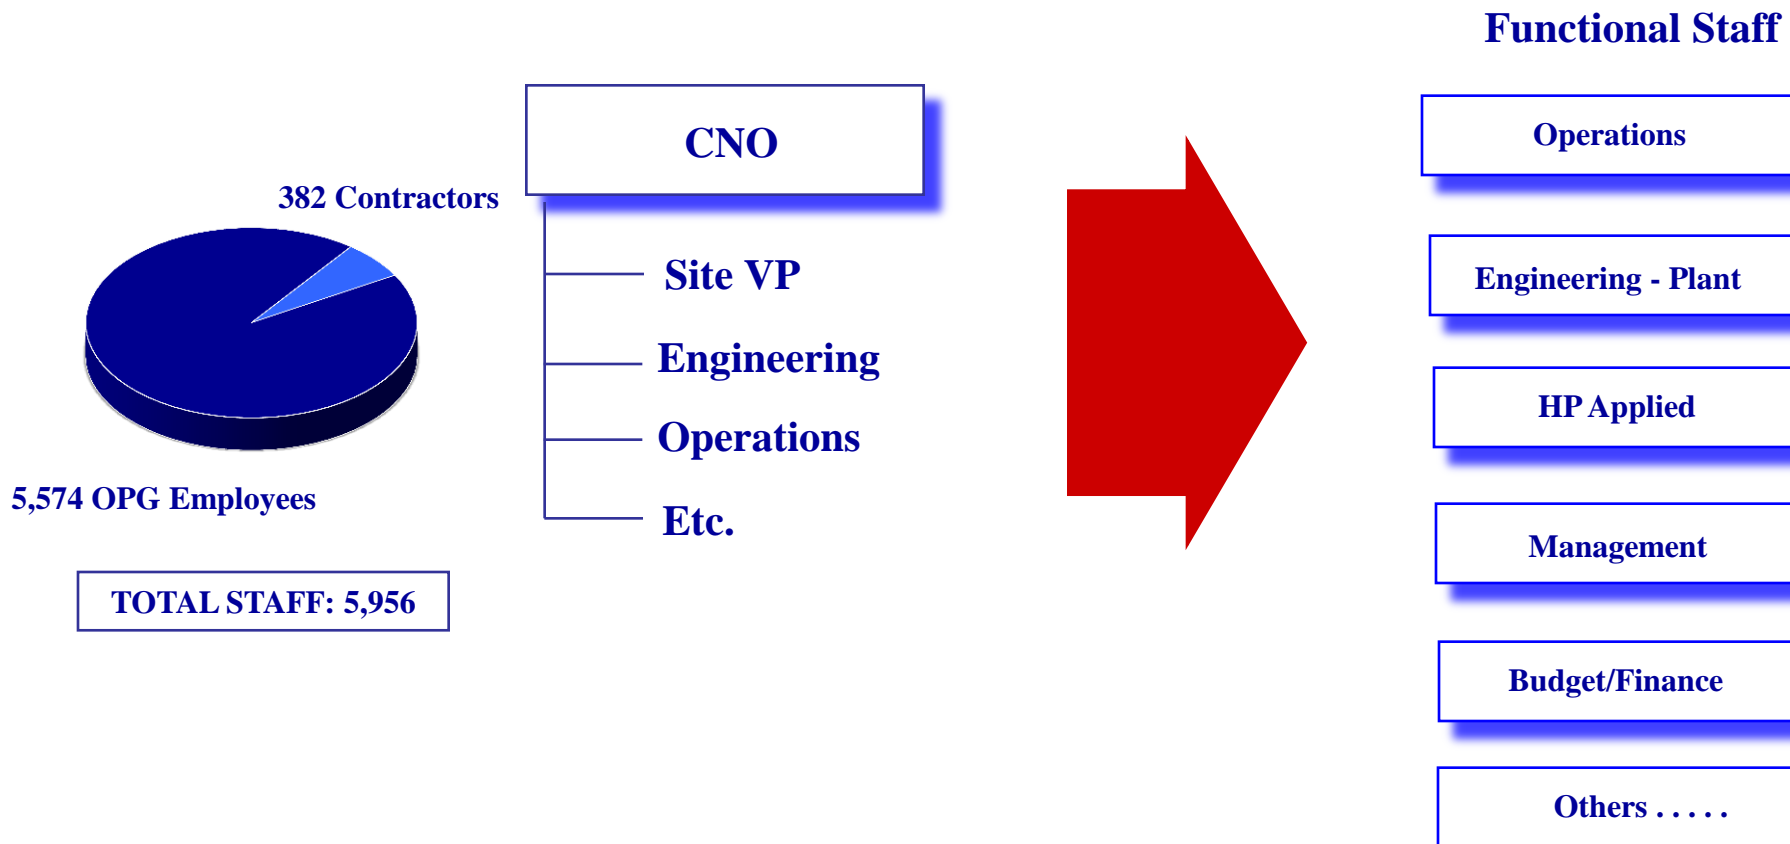 Functional Staff
382 Contractors
5,574 OPG Employees
TOTAL STAFF: 5,956
CNO
Site VP
Engineering
Operations
Etc.
Operations
Engineering - Plant
HP Applied
Management
Budget/Finance
Others . . . . .